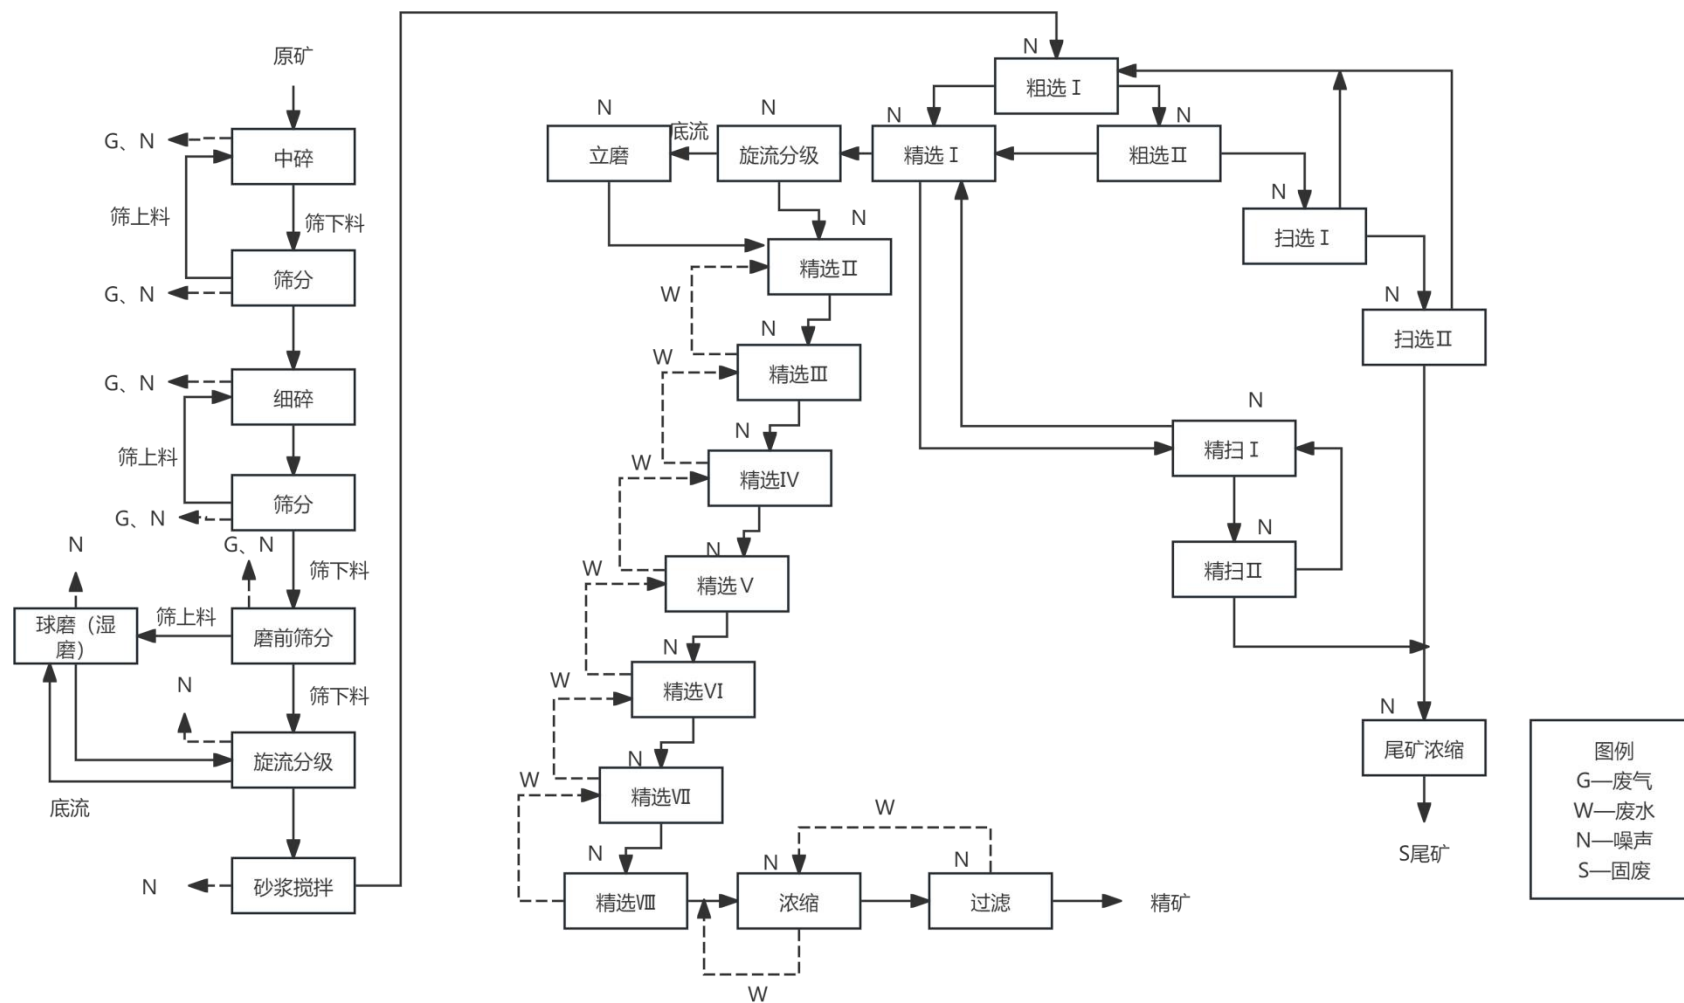 原矿
G、N
中碎
筛上料
筛下料
筛分
G、N
G、N
细碎
筛上料
筛分
G、N
N
G、N
筛下料
球磨（湿
磨）
筛上料
磨前筛分
N
筛下料
旋流分级
底流
N
砂浆搅拌
N
粗选Ⅰ
N
N
底流
N
N
立磨
旋流分级
精选Ⅰ
粗选Ⅱ
N
扫选Ⅰ
N
精选Ⅱ
W
N
扫选Ⅱ
N
W
精选Ⅲ
N
精扫Ⅰ
N
W
精选Ⅳ
N
精扫Ⅱ
N
W
精选Ⅴ
N
W
精选Ⅵ
N
尾矿浓缩
S尾矿
N
W
精选Ⅶ
N
精选Ⅷ
W
N
浓缩
N
过滤
精矿
W
图例
G—废气
W—废水
N—噪声
S—固废